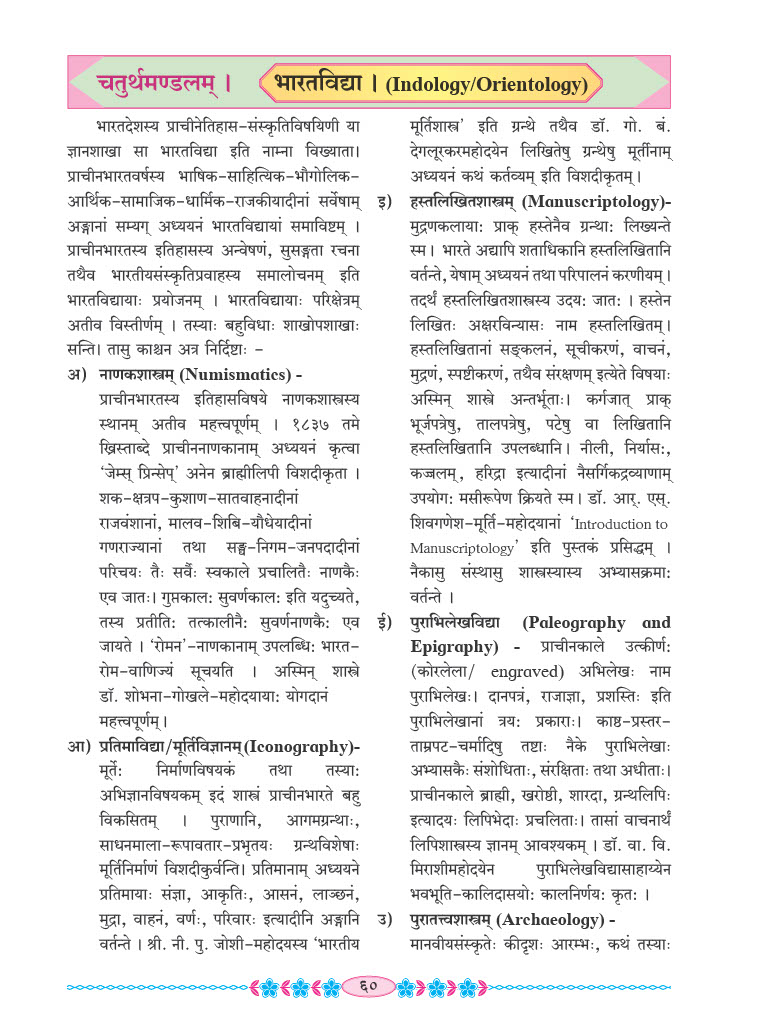 चतुर्थमण्डलम् ।
भारतविद्या । (Indology/Orientology)
भारतदेशस्य प्राचीनेतिहास-संस्कृतिविषयिणी या
ज्ञानशाखा सा भारतविद्या इति नाम्ना विख्याता।
प्राचीनभारतवर्षस्य भाषिक-साहित्यिक-भौगोलिक-
आर्थिक-सामाजिक-धार्मिक-राजकीयादीनां सर्वेषाम्
अङ्गानां सम्यग् अध्ययनं भारतविद्यायां समाविष्टम् ।
प्राचीनभारतस्य इतिहासस्य अन्वेषणं, सुसङ्गता रचना
तथैव भारतीयसंस्कृतिप्रवाहस्य समालोचनम् इति
भारतविद्यायाः प्रयोजनम् । भारतविद्यायाः परिक्षेत्रम्
अतीव विस्तीर्णम् । तस्याः बहुविधाः शाखोपशाखाः
सन्ति। तासु काश्चन अत्र निर्दिष्टाः -
अ) नाणकशास्त्रम् (Numismatics) -
प्राचीनभारतस्य इतिहासविषये नाणकशास्त्रस्य
स्थानम् अतीव महत्त्वपूर्णम् । १८३७ तमे
ख्रिस्ताब्दे प्राचीननाणकानाम् अध्ययनं कृत्वा
‘जेम्स् प्रिन्सेप्’ अनेन ब्राह्मीलिपी विशदीकृता ।
शक-क्षत्रप-कुशाण-सातवाहनादीनां
राजवंशानां, मालव-शिबि-यौधेयादीनां
गणराज्यानां तथा सङ्घ-निगम-जनपदादीनां
परिचयः तैः सर्वैः स्वकाले प्रचालितैः नाणकैः
एव जातः। गुप्तकालः सुवर्णकालः इति यदुच्यते,
तस्य प्रतीतिः तत्कालीनैः सुवर्णनाणकैः एव
जायते । ‘रोमन’-नाणकानाम् उपलब्धिः भारत-
रोम-वाणिज्यं सूचयति । अस्मिन् शास्त्रे
डॉ. शोभना-गोखले-महोदयायाः योगदानं
महत्त्वपूर्णम् ।
आ) प्रतिमाविद्या/मूर्तिविज्ञानम् (Iconography)-
मूर्तेः निर्माणविषयकं तथा तस्याः
अभिज्ञानविषयकम् इदं शास्त्रं प्राचीनभारते बहु
विकसितम् । पुराणानि, आगमग्रन्थाः,
साधनमाला-रूपावतार-प्रभृतयः ग्रन्थविशेषाः
मूर्तिनिर्माणं विशदीकुर्वन्ति। प्रतिमानाम् अध्ययने
प्रतिमायाः संज्ञा, आकृतिः, आसनं, लाञ्छनं,
मुद्रा, वाहनं, वर्णः, परिवारः इत्यादीनि अङ्गानि
वर्तन्ते । श्री. नी. पु. जोशी-महोदयस्य ‘भारतीय
मूर्तिशास्त्र’ इति ग्रन्थे तथैव डॉ. गो. बं.
देगलूरकरमहोदयेन लिखितेषु ग्रन्थेषु मूर्तीनाम्
अध्ययनं कथं कर्तव्यम् इति विशदीकृतम् ।
इ) हस्तलिखितशास्त्रम् (Manuscriptology)-
मुद्रणकलायाः प्राक् हस्तेनैव ग्रन्थाः लिख्यन्ते
स्म। भारते अद्यापि शताधिकानि हस्तलिखितानि
वर्तन्ते, येषाम् अध्ययनं तथा परिपालनं करणीयम्।
तदर्थं हस्तलिखितशास्त्रस्य उदयः जातः । हस्तेन
लिखितः अक्षरविन्यासः नाम हस्तलिखितम्।
हस्तलिखितानां सङ्कलनं, सूचीकरणं, वाचनं,
मुद्रणं, स्पष्टीकरणं, तथैव संरक्षणम् इत्येते विषयाः
अस्मिन् शास्त्रे अन्तर्भूताः। कर्गजात् प्राक्
भूर्जपत्रेषु, तालपत्रेषु, पटेषु वा लिखितानि
हस्तलिखितानि उपलब्धानि। नीली, निर्यासः,
कज्जलम्, हरिद्रा इत्यादीनां नैसर्गिकद्रव्याणाम्
उपयोगः मसीरूपेण क्रियते स्म। डॉ. आर्. एस्.
शिवगणेश-मूर्ति-महोदयानां ‘Introduction to
Manuscriptology’ इति पुस्तकं प्रसिद्धम् ।
नैकासु संस्थासु शास्त्रस्यास्य अभ्यासक्रमाः
वर्तन्ते ।
ई) पुराभिलेखविद्या (Paleography and
Epigraphy) - प्राचीनकाले उत्कीर्णः
(कोरलेला/ engraved) अभिलेखः नाम
पुराभिलेखः। दानपत्रं, राजाज्ञा, प्रशस्तिः इति
पुराभिलेखानां त्रयः प्रकाराः। काष्ठ-प्रस्तर-
ताम्रपट-चर्मादिषु तष्टाः नैके पुराभिलेखाः
अभ्यासकैः संशोधिताः, संरक्षिताः तथा अधीताः।
प्राचीनकाले ब्राह्मी, खरोष्ठी, शारदा, ग्रन्थलिपिः
इत्यादयः लिपिभेदाः प्रचलिताः। तासां वाचनार्थं
लिपिशास्त्रस्य ज्ञानम् आवश्यकम् । डॉ. वा. वि.
मिराशीमहोदयेन पुराभिलेखविद्यासाहाय्येन
भवभूति-कालिदासयोः कालनिर्णयः कृतः ।
उ) पुरातत्त्वशास्त्रम् (Archaeology) -
मानवीयसंस्कृतेः कीदृशः आरम्भः, कथं तस्याः
६०